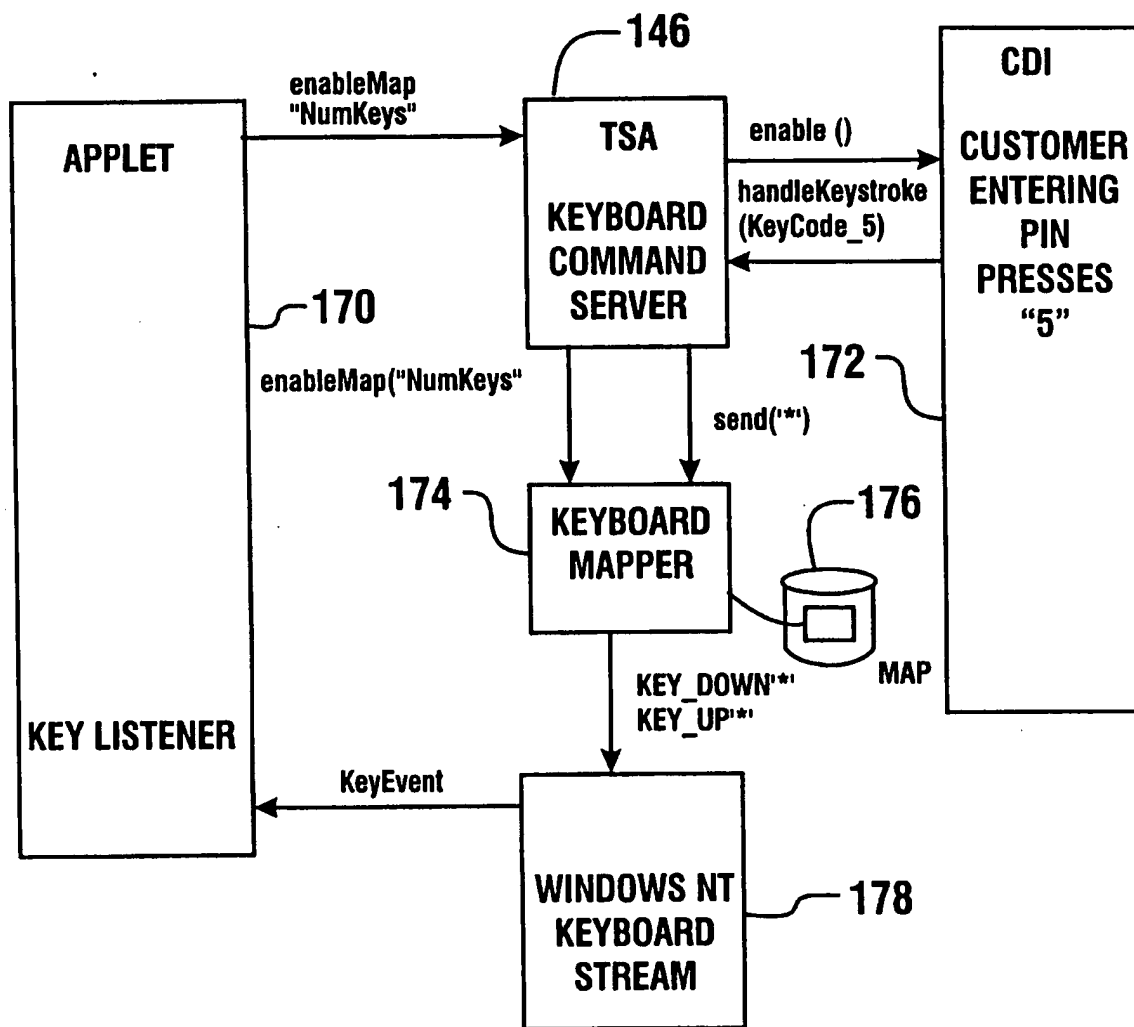 146
enableMap
"NumKeys"
APPLET
TSA
KEYBOARD
COMMAND
SERVER
enable ()
handleKeystroke
(KeyCode_5)
CDI
CUSTOMER
ENTERING
PIN
PRESSES
“5”
170
172
enableMap("NumKeys"
send('*')
174
KEYBOARD
MAPPER
176
MAP
KEY_DOWN'*'
KEY_UP'*'
KEY LISTENER
KeyEvent
WINDOWS NT
KEYBOARD
STREAM
178